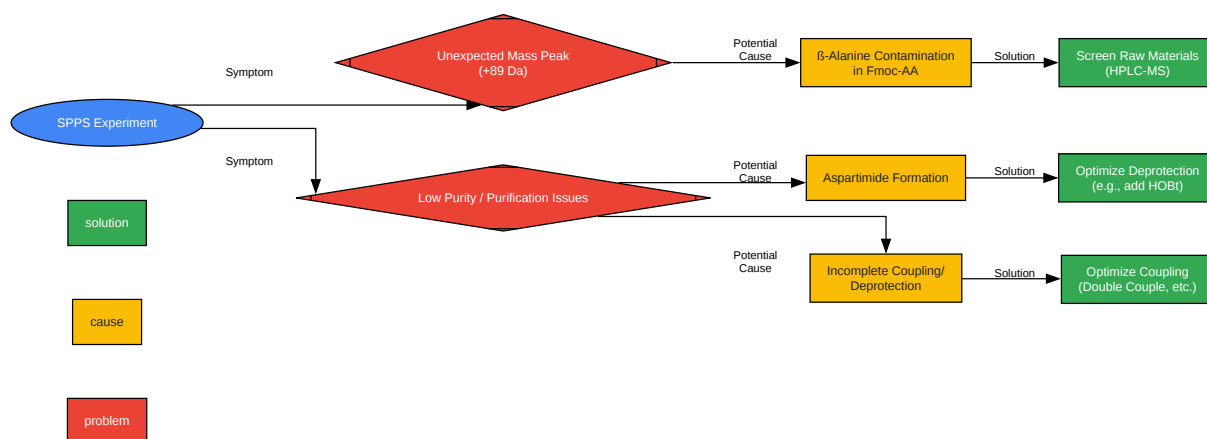 Unexpected Mass Peak
(+89 Da)
Potential
Cause
ß-Alanine Contamination
in Fmoc-AA
Solution
Screen Raw Materials
(HPLC-MS)
Symptom
SPPS Experiment
Symptom
Low Purity / Purification Issues
Potential
Cause
Aspartimide Formation
Solution
Optimize Deprotection
(e.g., add HOBt)
solution
Potential
Cause
Incomplete Coupling/
Deprotection
Solution
Optimize Coupling
(Double Couple, etc.)
cause
problem